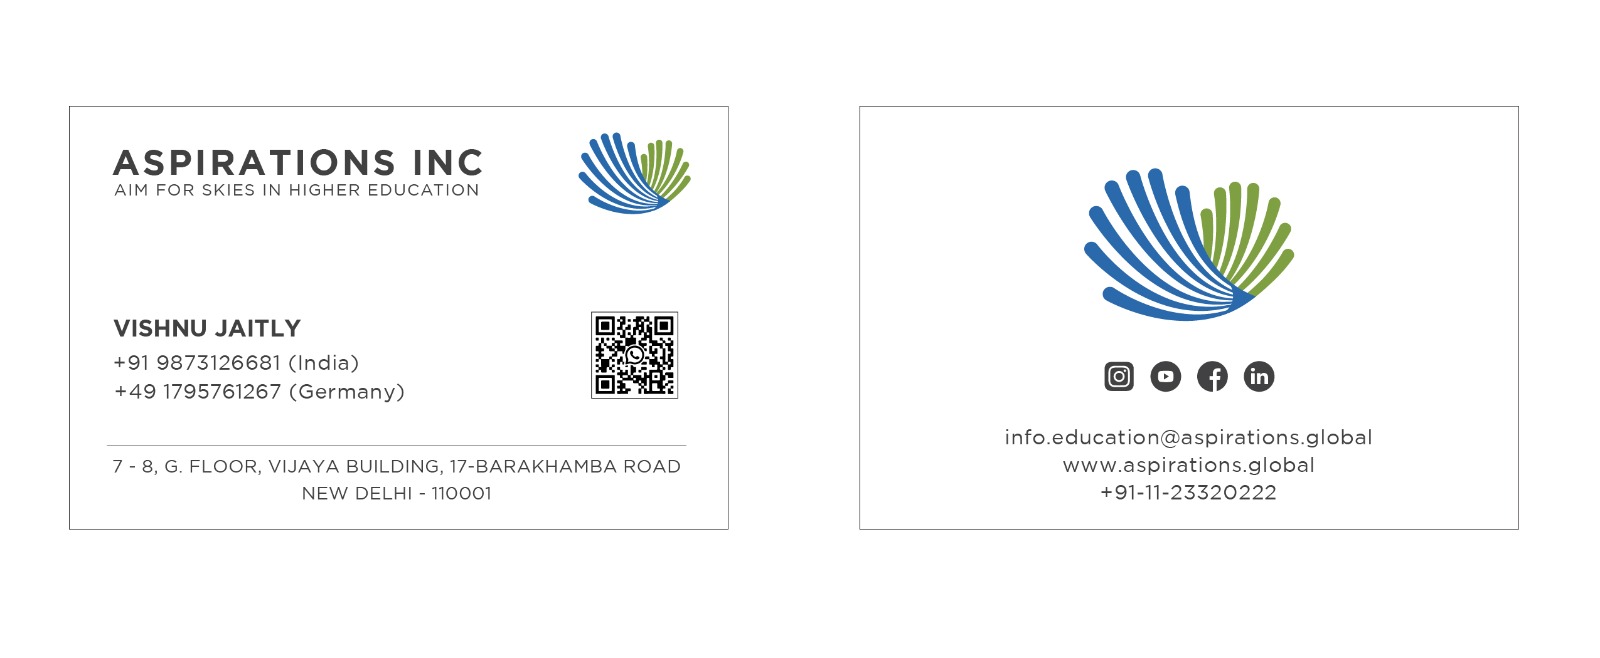 ASPIRATIONS INC
AIM FOR SKIES IN HIGHER EDUCATION
VISHNU JAITLY
+91 9873126681 (India)
+49 1795761267 (Germany)
7 - 8, G. FLOOR, VIJAYA BUILDING, 17-BARAKHAMBA ROAD
NEW DELHI - 110001
info.education@aspirations.global
www.aspirations.global
+91-11-23320222